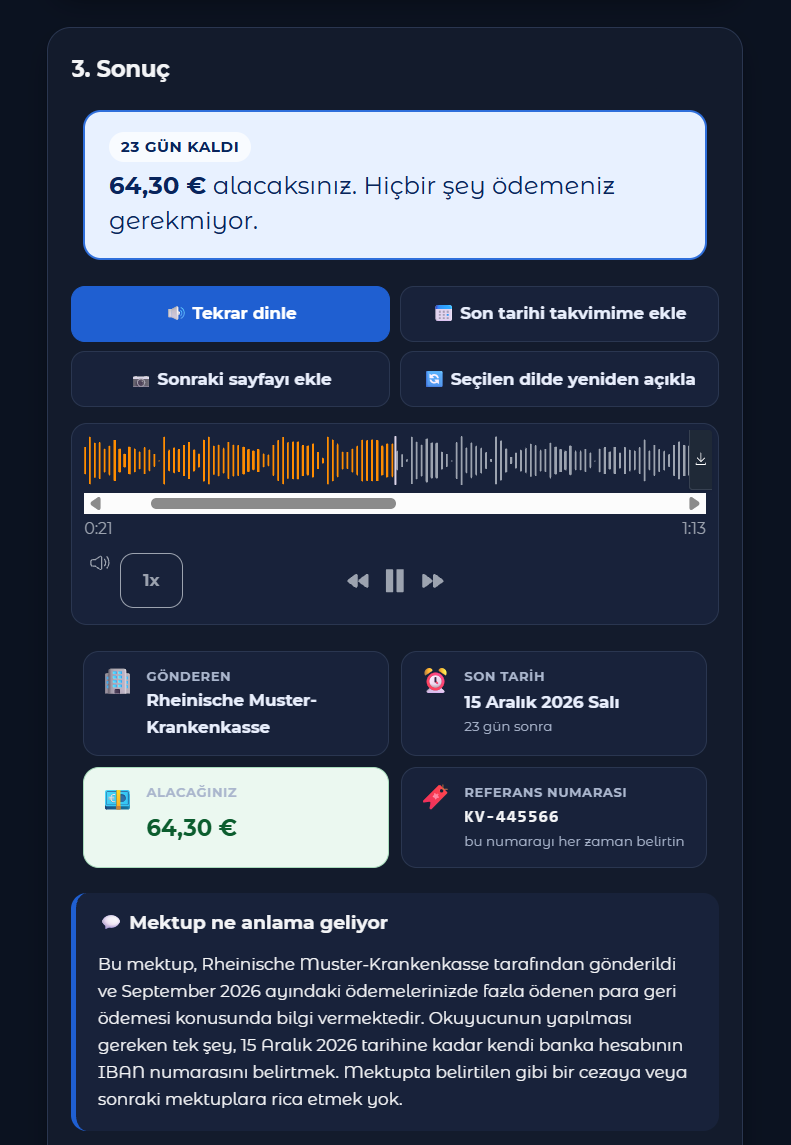 3. Sonuç
23 GÜN KALDI
64,30 € alacaksınız. Hiçbir şey ödemeniz
gerekmiyor.
Tekrar dinle
Son tarihi takvimime ekle
Sonraki sayfayı ekle
Seçilen dilde yeniden açıkla
0:21
1:13
1x
GÖNDEREN
Rheinische Muster-
Krankenkasse
SON TARİH
15 Aralık 2026 Salı
23 gün sonra
ALACAĞINIZ
64,30 €
REFERANS NUMARASI
KV-445566
bu numarayı her zaman belirtin
Mektup ne anlama geliyor
Bu mektup, Rheinische Muster-Krankenkasse tarafından gönderildi
ve September 2026 ayındaki ödemelerinizde fazla ödenen para geri
ödemesi konusunda bilgi vermektedir. Okuyucunun yapılması
gereken tek şey, 15 Aralık 2026 tarihine kadar kendi banka hesabının
IBAN numarasını belirtmek. Mektupta belirtilen gibi bir cezaya veya
sonraki mektuplara rica etmek yok.